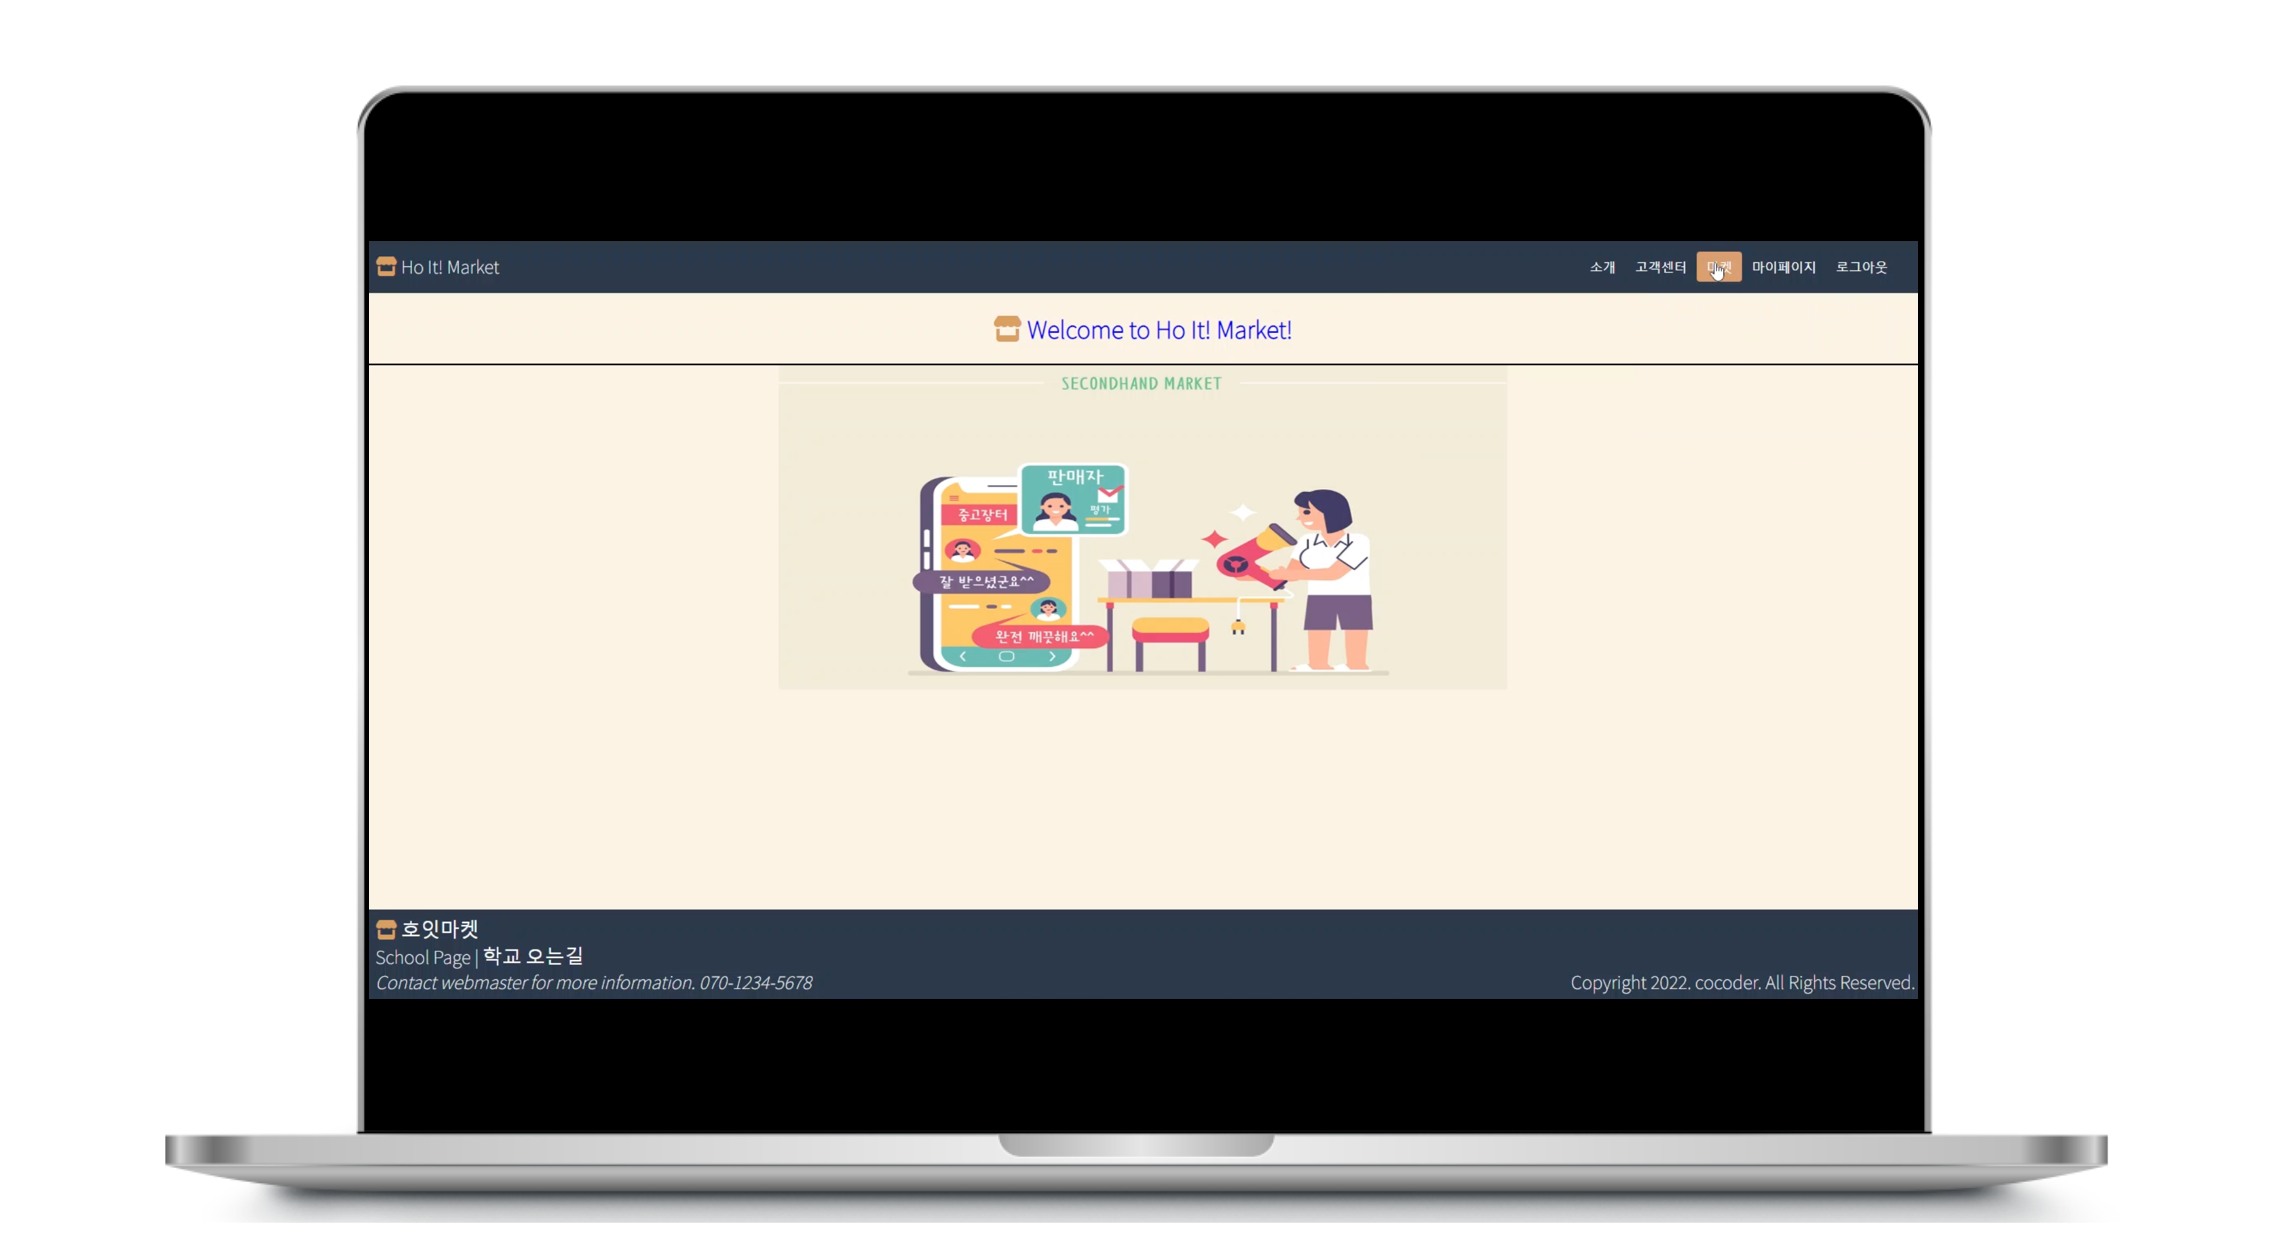 Ho It! Market
소개 고객센터 마켓 마이페이지 로그아웃
Welcome to Ho It! Market!
SECONDHAND MARKET
판매자
평가
중고장터
잘 받으셨군요^^
완전 깨끗해요^^
호잇마켓
School Page | 학교 오는길
Contact webmaster for more information. 070-1234-5678
Copyright 2022. cocoder. All Rights Reserved.